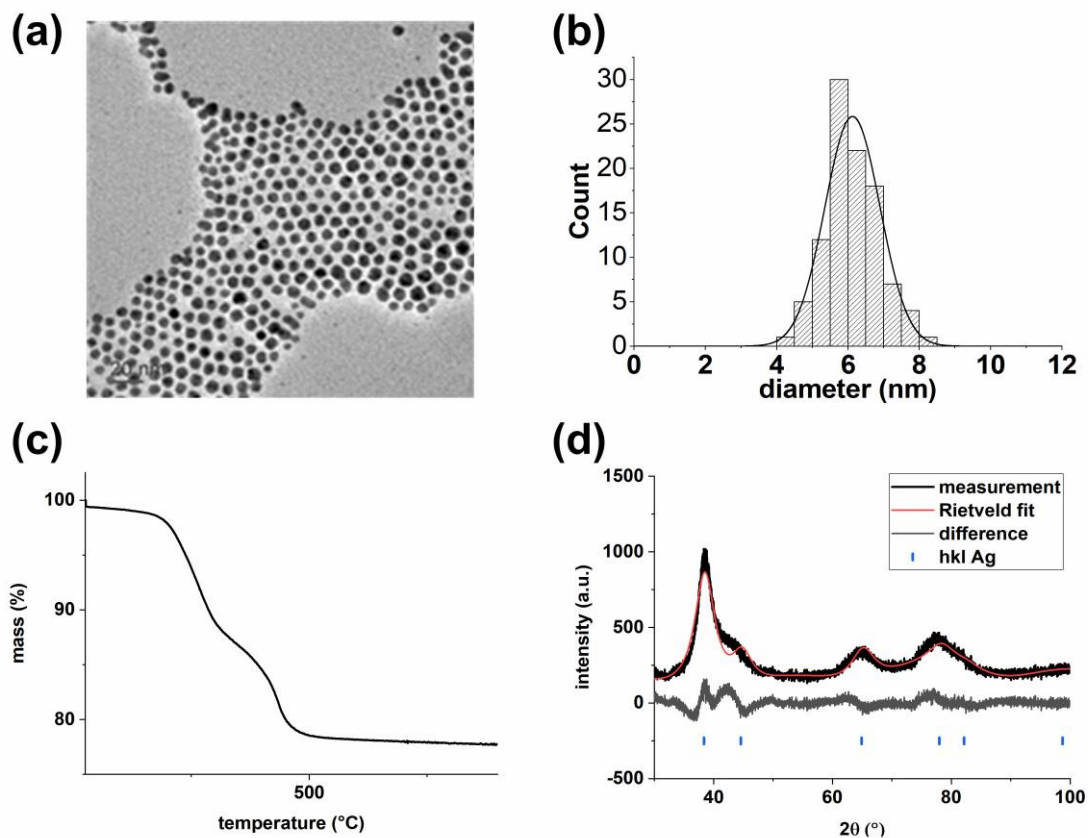 (a)
20 nm
(b)
30
25
20
15
10
5
0
Count
0 2 4 6 8 10 12
diameter (nm)
(c)
100
90
80
mass (%)
500
temperature (°C)
(d)
1500
1000
500
0
-500
intensity (a.u.)
measurement
Rietveld fit
difference
hkl Ag
40 60 80 100
2θ (°)